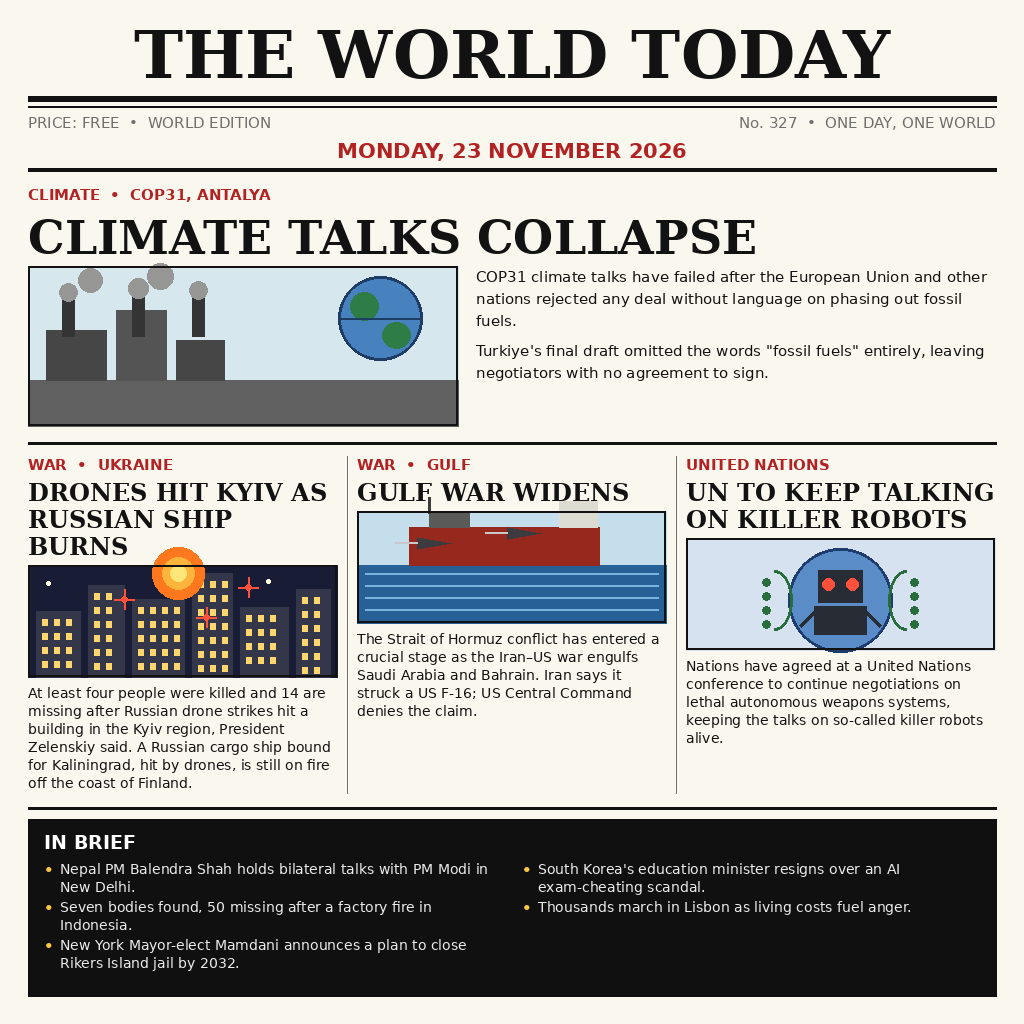 THE WORLD TODAY
PRICE: FREE • WORLD EDITION
No. 327 • ONE DAY, ONE WORLD
MONDAY, 23 NOVEMBER 2026
CLIMATE • COP31, ANTALYA
CLIMATE TALKS COLLAPSE
COP31 climate talks have failed after the European Union and other
nations rejected any deal without language on phasing out fossil
fuels.
Turkiye's final draft omitted the words "fossil fuels" entirely, leaving
negotiators with no agreement to sign.
WAR • UKRAINE
DRONES HIT KYIV AS
RUSSIAN SHIP
BURNS
At least four people were killed and 14 are
missing after Russian drone strikes hit a
building in the Kyiv region, President
Zelenskiy said. A Russian cargo ship bound
for Kaliningrad, hit by drones, is still on fire
off the coast of Finland.
WAR • GULF
GULF WAR WIDENS
The Strait of Hormuz conflict has entered a
crucial stage as the Iran–US war engulfs
Saudi Arabia and Bahrain. Iran says it
struck a US F-16; US Central Command
denies the claim.
UNITED NATIONS
UN TO KEEP TALKING
ON KILLER ROBOTS
Nations have agreed at a United Nations
conference to continue negotiations on
lethal autonomous weapons systems,
keeping the talks on so-called killer robots
alive.
IN BRIEF
• Nepal PM Balendra Shah holds bilateral talks with PM Modi in
New Delhi.
• Seven bodies found, 50 missing after a factory fire in
Indonesia.
• New York Mayor-elect Mamdani announces a plan to close
Rikers Island jail by 2032.
• South Korea's education minister resigns over an AI
exam-cheating scandal.
• Thousands march in Lisbon as living costs fuel anger.